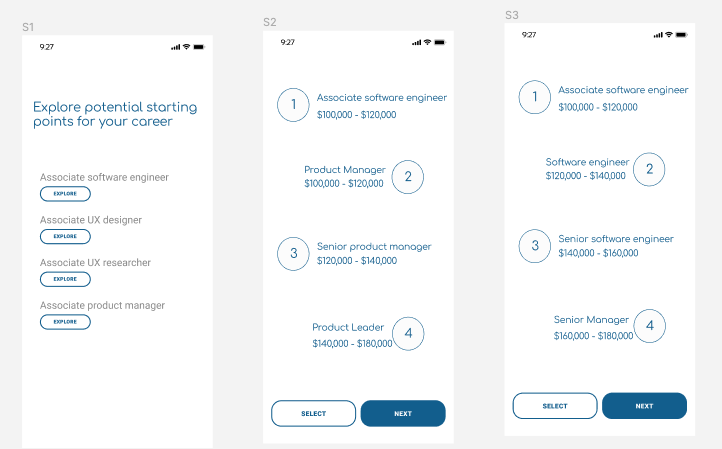 S1
9:27
Explore potential starting
points for your career
Associate software engineer
EXPLORE
Associate UX designer
EXPLORE
Associate UX researcher
EXPLORE
Associate product manager
EXPLORE
S2
9:27
1
Associate software engineer
$100,000 - $120,000
Product Manager
$100,000 - $120,000
2
3
Senior product manager
$120,000 - $140,000
Product Leader
$140,000 - $180,000
4
SELECT
NEXT
S3
9:27
1
Associate software engineer
$100,000 - $120,000
Software engineer
$120,000 - $140,000
2
3
Senior software engineer
$140,000 - $160,000
Senior Manager
$160,000 - $180,000
4
SELECT
NEXT